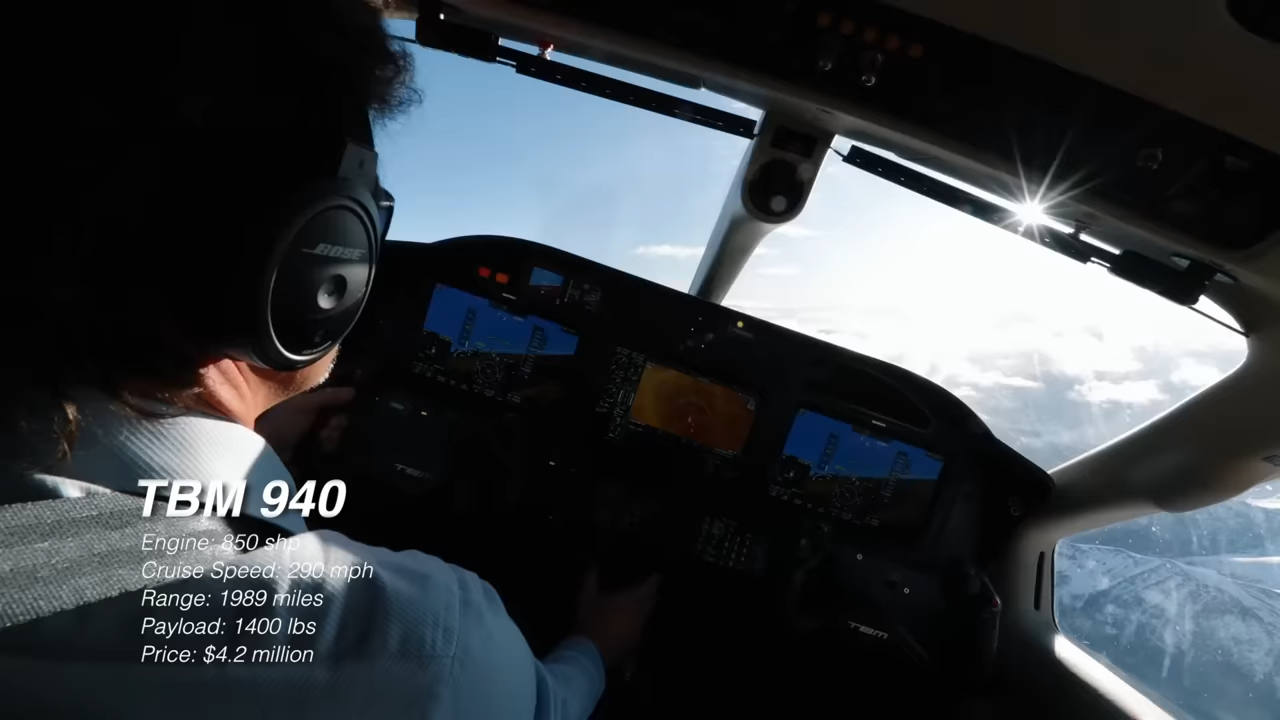 BOSE
TBM
TBM 940
Engine: 850 shp
Cruise Speed: 290 mph
Range: 1989 miles
Payload: 1400 lbs
Price: $4.2 million
TBM